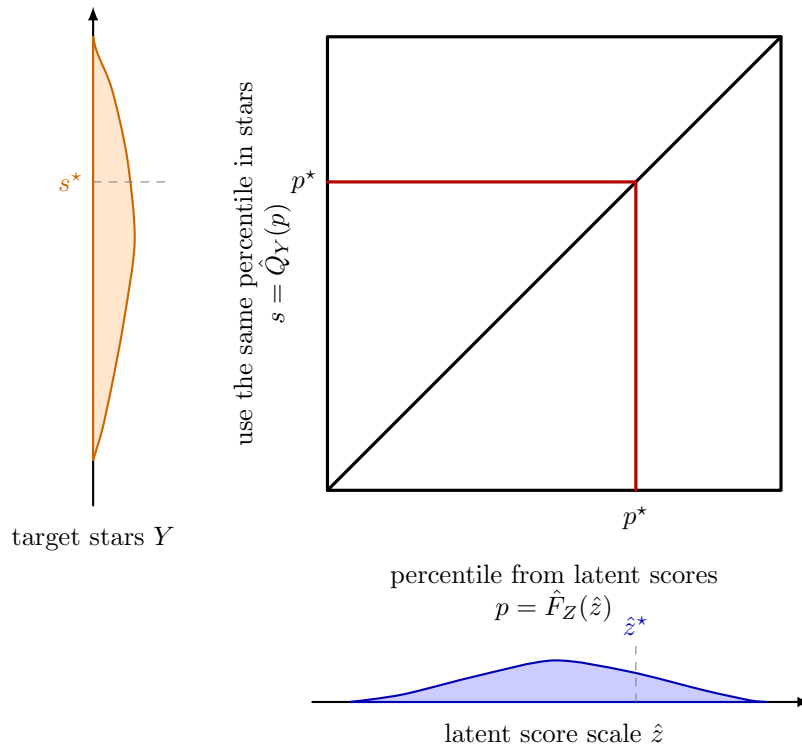 s⋆
target stars Y
use the same percentile in stars
s = Q̂_Y(p)
p⋆
p⋆
percentile from latent scores
p = F̂_Z(ẑ)
ẑ⋆
latent score scale ẑ